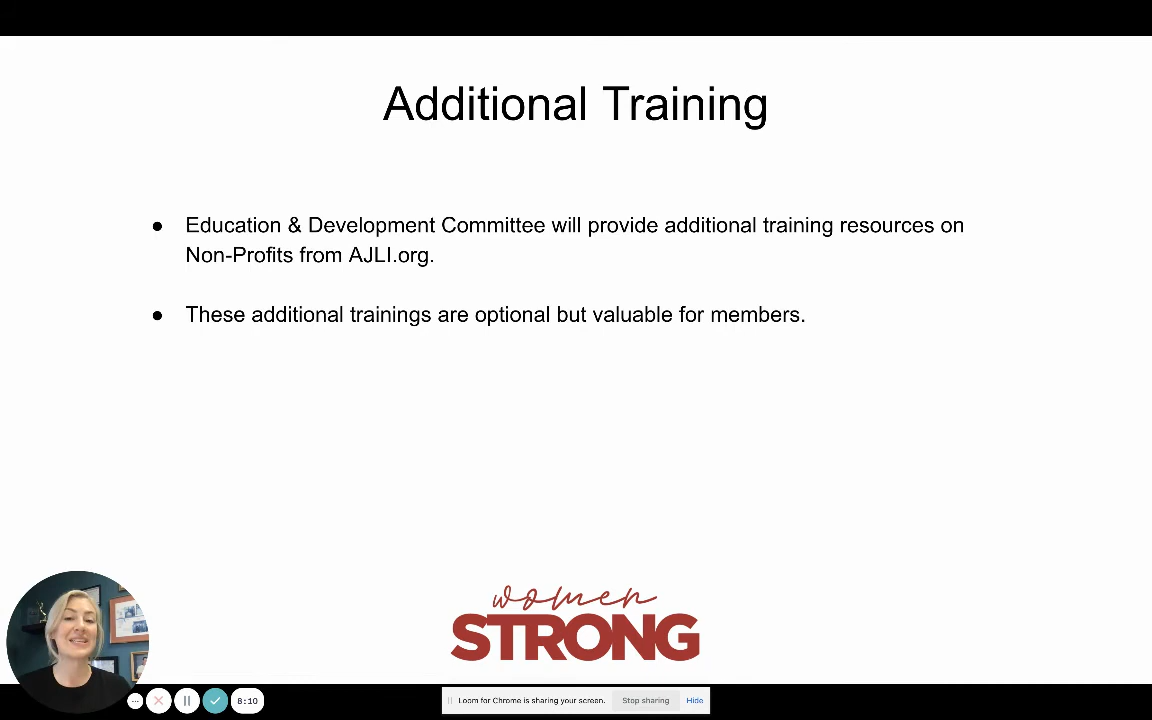 Additional Training
● Education & Development Committee will provide additional training resources on
Non-Profits from AJLI.org.
● These additional trainings are optional but valuable for members.
women
STRONG
8:10
Loom for Chrome is sharing your screen. Stop sharing Hide